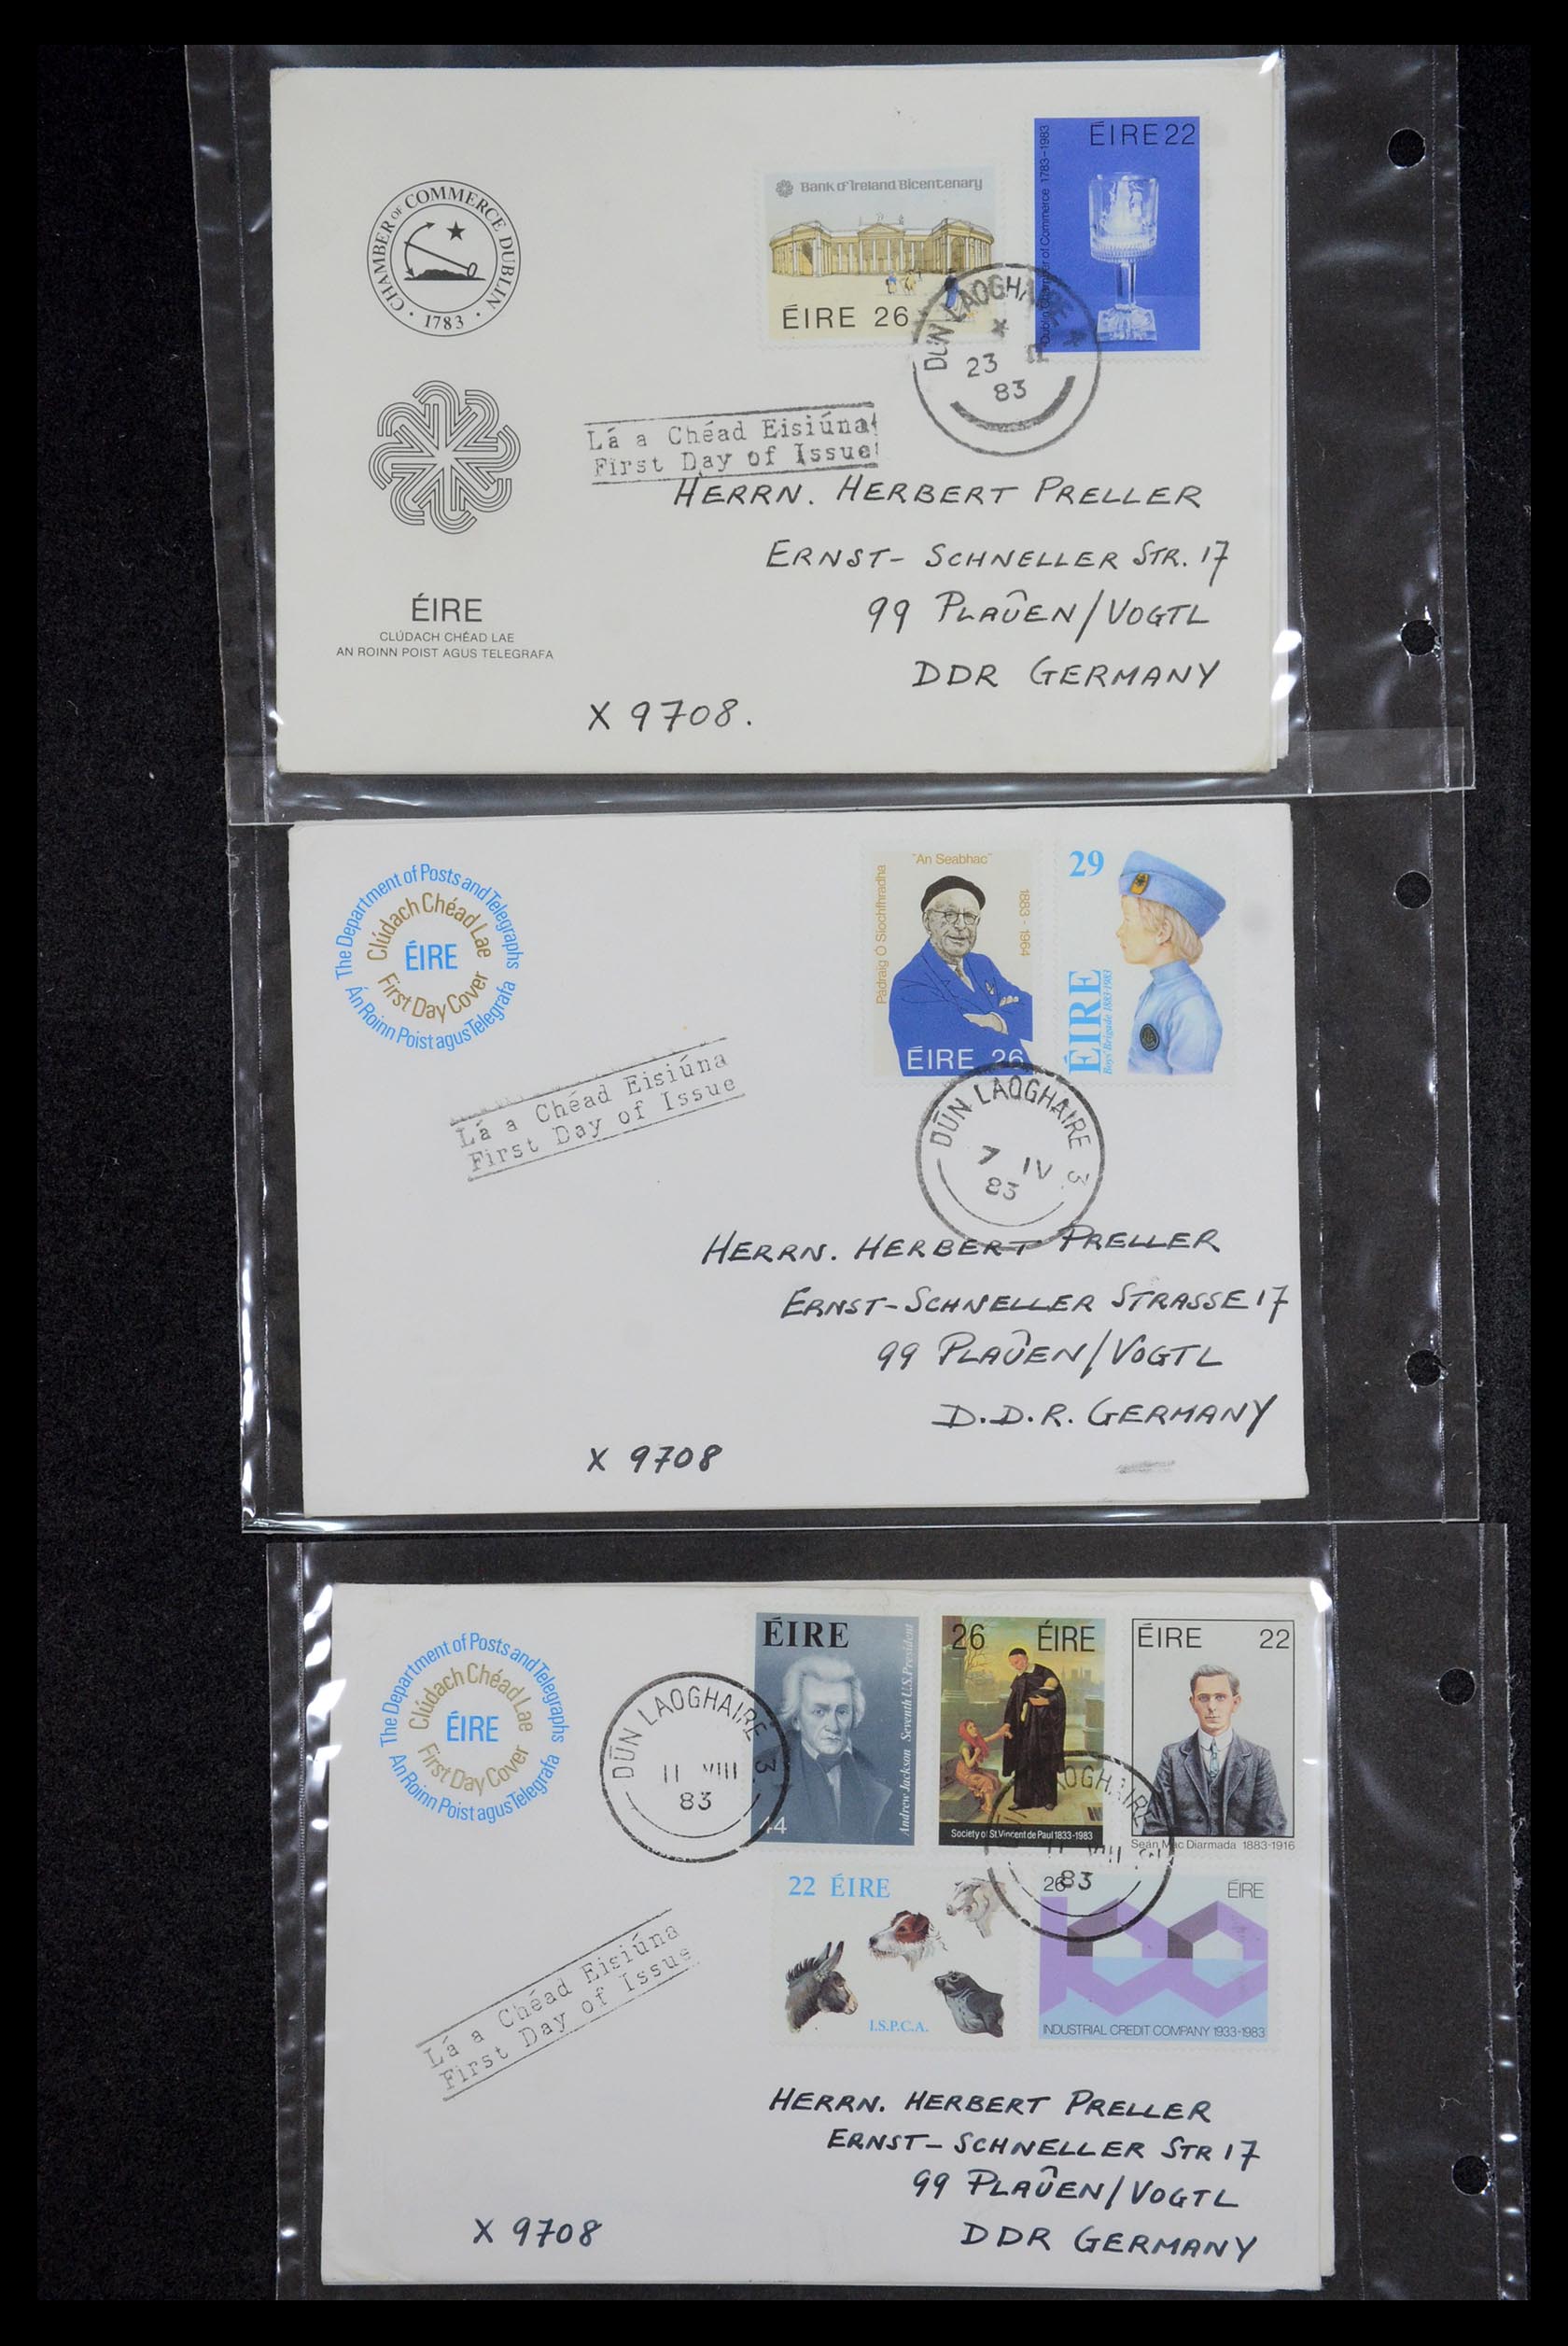 CHAMBER OF COMMERCE DUBLIN
· 1783 ·
Bank of Ireland Bicentenary
ÉIRE 26
ÉIRE 22
Dublin Chamber of Commerce 1783-1983
DÚN LAOGHAIRE
23
83
Lá a Chéad Eisiúna
First Day of Issue
HERRN. HERBERT PRELLER
ERNST- SCHNELLER STR. 17
99 PLAÛEN/VOGTL
DDR GERMANY
ÉIRE
CLÚDACH CHÉAD LAE
AN ROINN POIST AGUS TELEGRAFA
X 9708.
The Department of Posts and Telegraphs
Clúdach Chéad Lae
ÉIRE
First Day Cover
An Roinn Poist agus Telegrafa
"An Seabhac"
Pádraig Ó Siochfhradha
1883-1964
ÉIRE 26
29
ÉIRE
Boys' Brigade 1883-1983
Lá a Chéad Eisiúna
First Day of Issue
DÚN LAOGHAIRE 3
7 IV
83
HERRN. HERBERT PRELLER
ERNST-SCHNELLER STRASSE 17
99 PLAÛEN/VOGTL
D.D.R. GERMANY
X 9708
The Department of Posts and Telegraphs
Clúdach Chéad Lae
ÉIRE
First Day Cover
An Roinn Poist agus Telegrafa
DÚN LAOGHAIRE 3
11 VIII
83
ÉIRE
Andrew Jackson Seventh U.S. President
44
26 ÉIRE
Society of St. Vincent de Paul 1833-1983
ÉIRE 22
Seán Mac Diarmada 1883-1916
LAOGHAIRE
83
22 ÉIRE
I.S.P.C.A.
26
ÉIRE
INDUSTRIAL CREDIT COMPANY 1933-1983
Lá a Chéad Eisiúna
First Day of Issue
HERRN. HERBERT PRELLER
ERNST- SCHNELLER STR 17
99 PLAÛEN/VOGTL
DDR GERMANY
X 9708